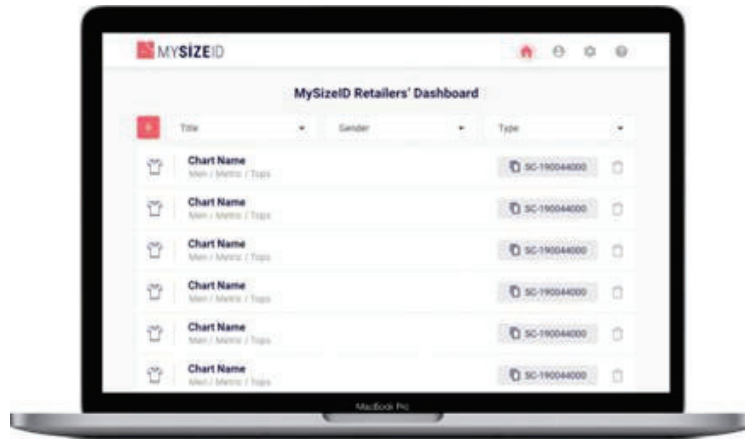 MYSİZEID
MySizeID Retailers' Dashboard
+ Title Gender Type
Chart Name
Men / Metric / Tops
SC-190044000
Chart Name
Men / Metric / Tops
SC-190044000
Chart Name
Men / Metric / Tops
SC-190044000
Chart Name
Men / Metric / Tops
SC-190044000
Chart Name
Men / Metric / Tops
SC-190044000
Chart Name
Men / Metric / Tops
SC-190044000
MacBook Pro